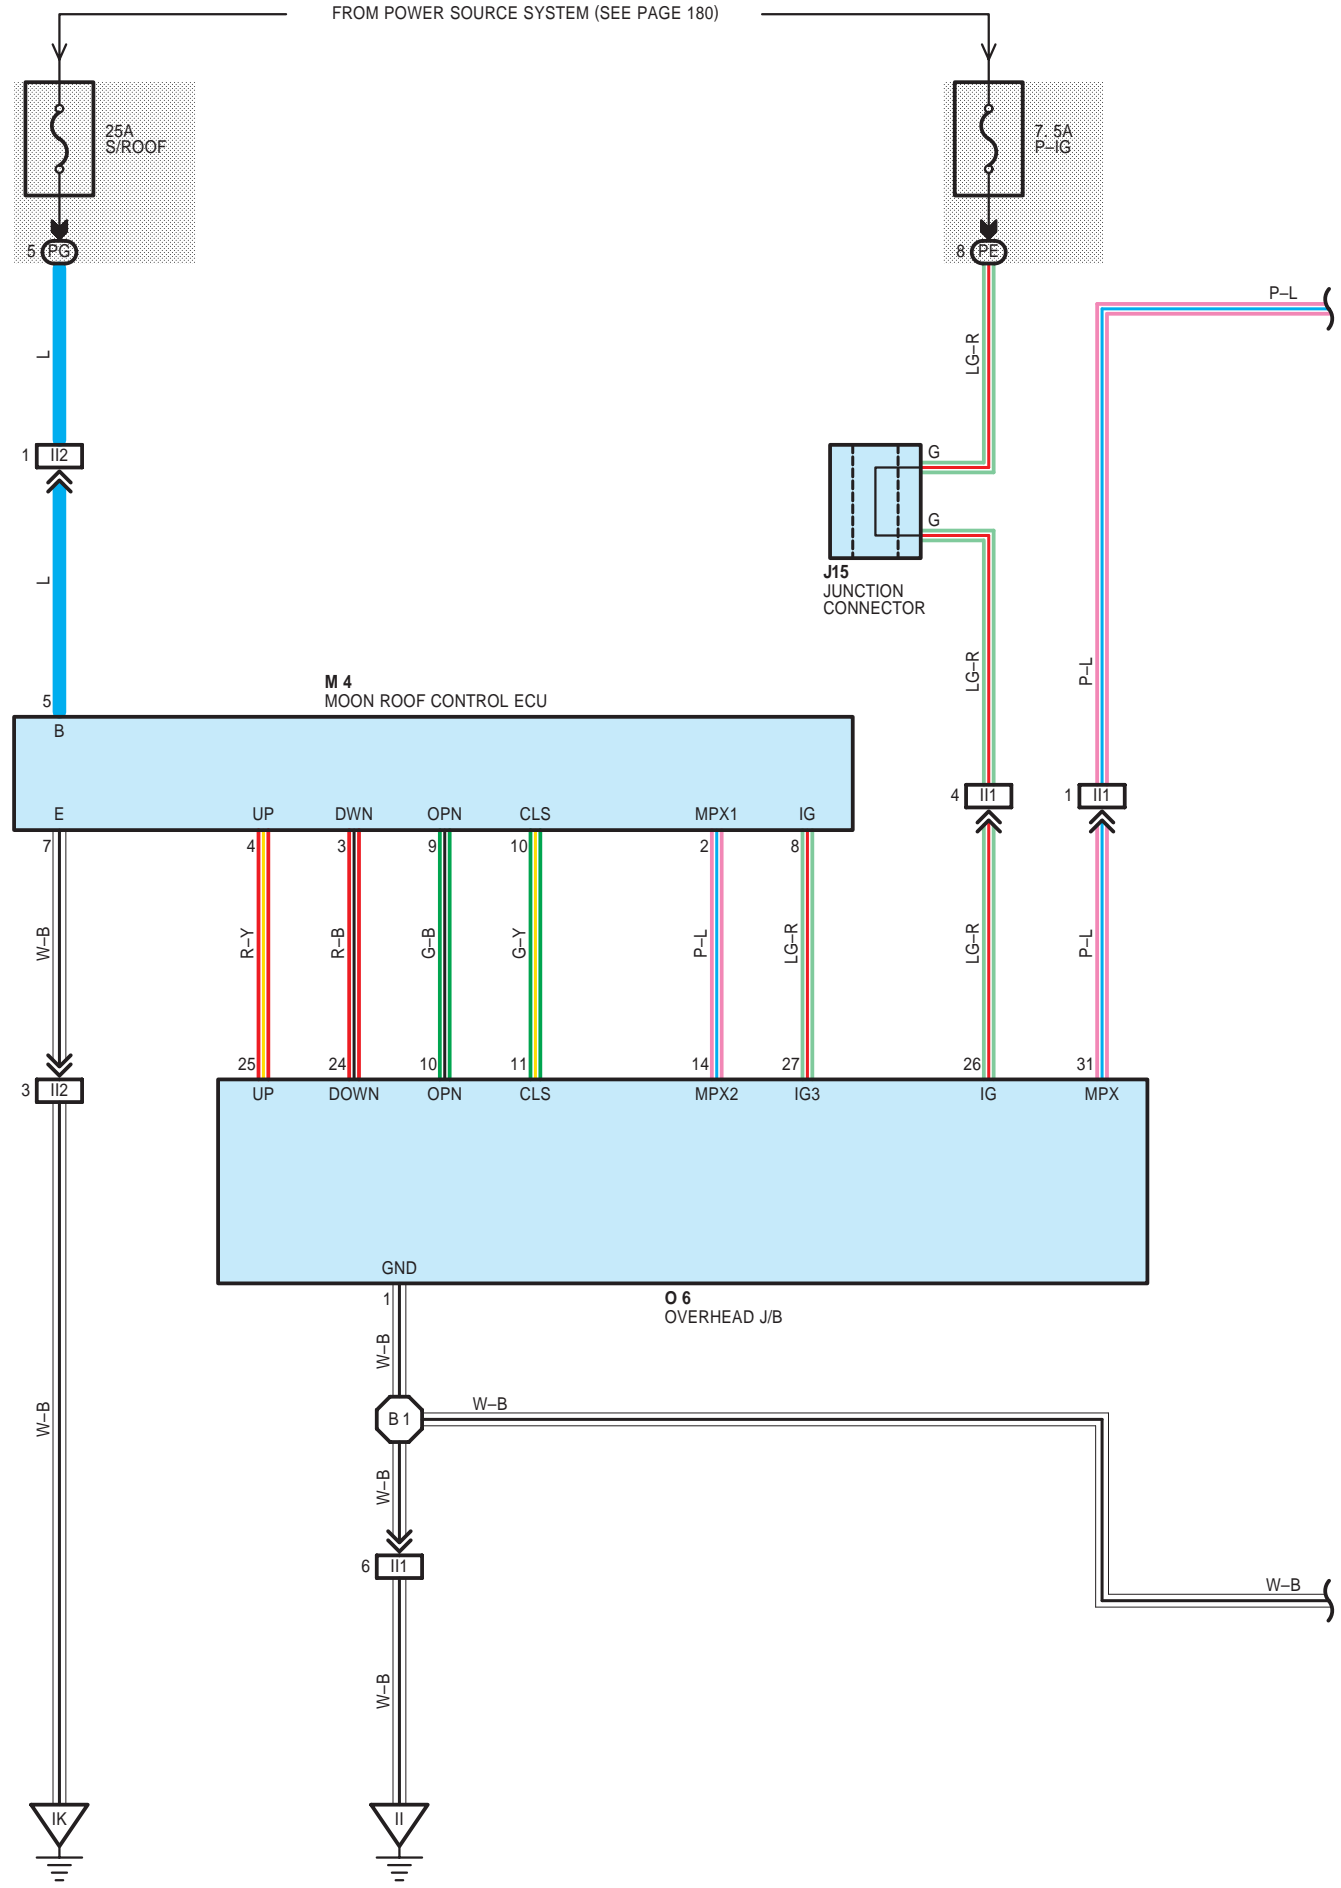 FROM POWER SOURCE SYSTEM (SEE PAGE 180)
25A
S/ROOF
7. 5A
P–IG
5 PG
8 PE
P–L
L
LG–R
1 II2
G
G
J15
JUNCTION
CONNECTOR
L
LG–R
P–L
M 4
MOON ROOF CONTROL ECU
5
B
4 II1
1 II1
E UP DWN OPN CLS MPX1 IG
7 4 3 9 10 2 8
W–B R–Y R–B G–B G–Y P–L LG–R LG–R P–L
25 24 10 11 14 27 26 31
3 II2
UP DOWN OPN CLS MPX2 IG3 IG MPX
GND
1
O 6
OVERHEAD J/B
W–B
W–B
B 1
W–B
W–B
6 II1
W–B
W–B
IK
II